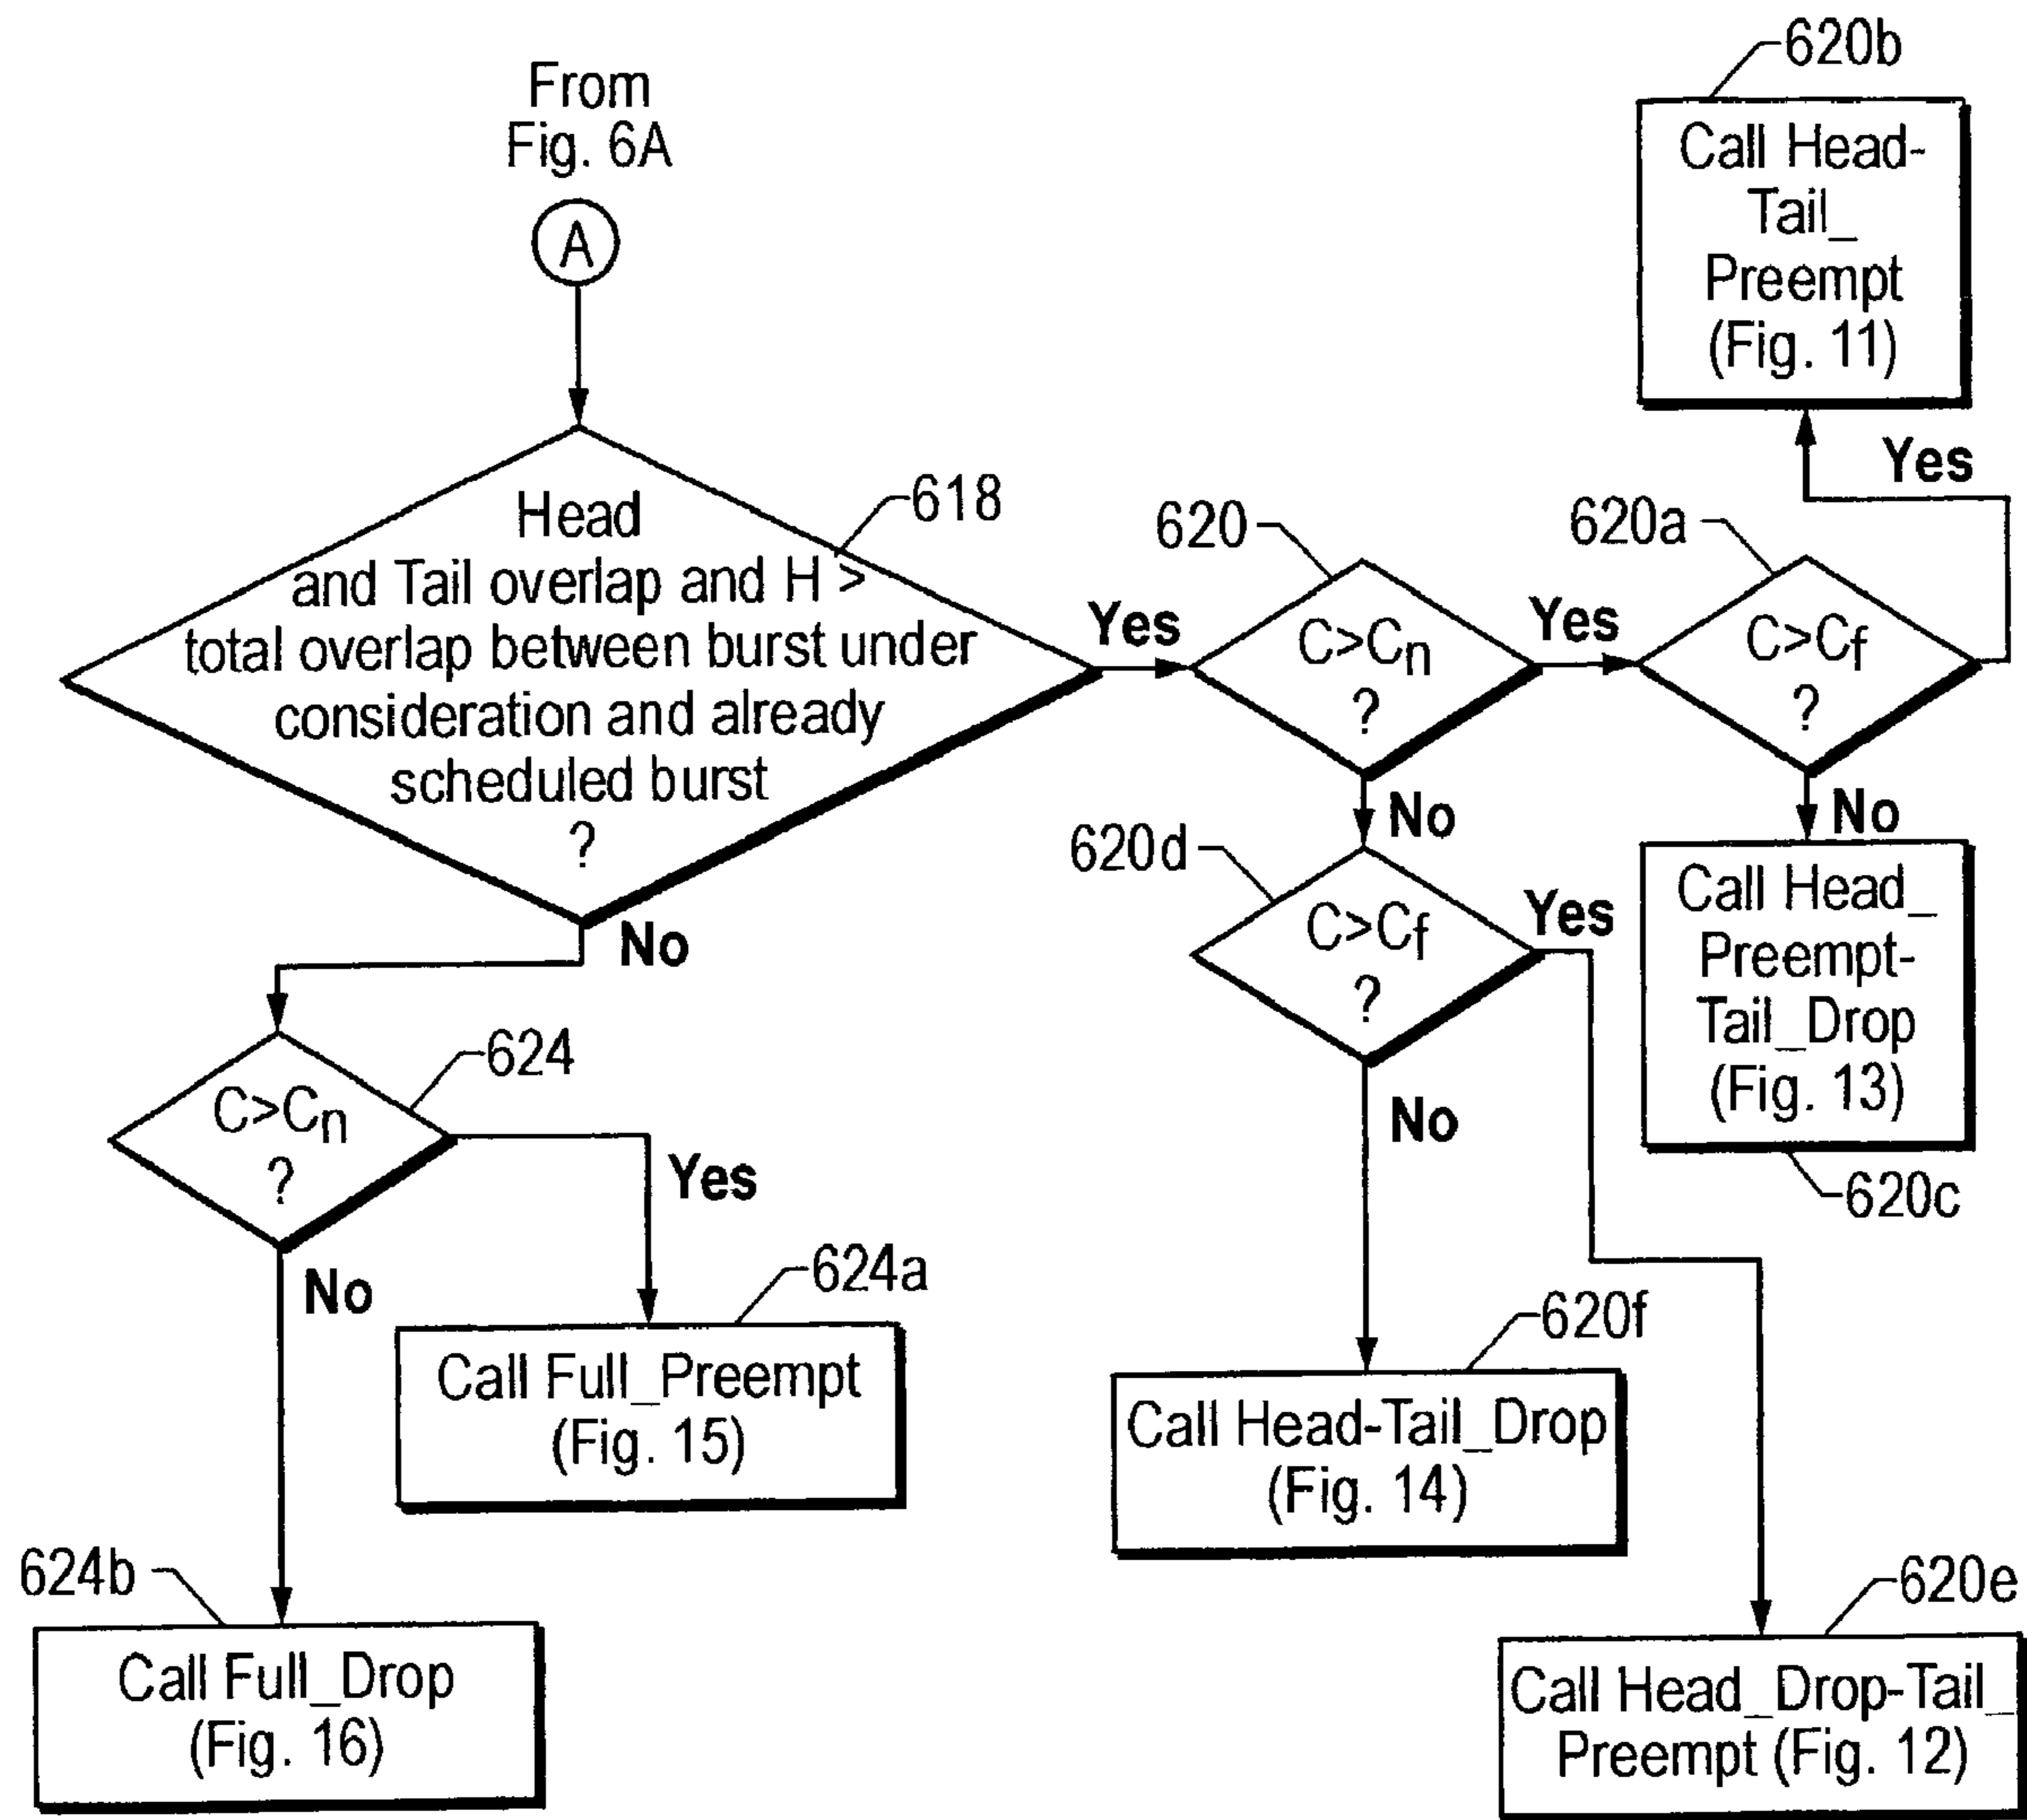 From
Fig. 6A
A
Head
and Tail overlap and H >
total overlap between burst under
consideration and already
scheduled burst
?
618
Yes
No
620
C>Cn
?
Yes
No
620a
C>Cf
?
Yes
No
620b
Call Head-
Tail_
Preempt
(Fig. 11)
Call Head_
Preempt-
Tail_Drop
(Fig. 13)
620c
620d
C>Cf
?
Yes
No
624
C>Cn
?
Yes
No
624a
Call Full_Preempt
(Fig. 15)
620f
Call Head-Tail_Drop
(Fig. 14)
624b
Call Full_Drop
(Fig. 16)
620e
Call Head_Drop-Tail_
Preempt (Fig. 12)